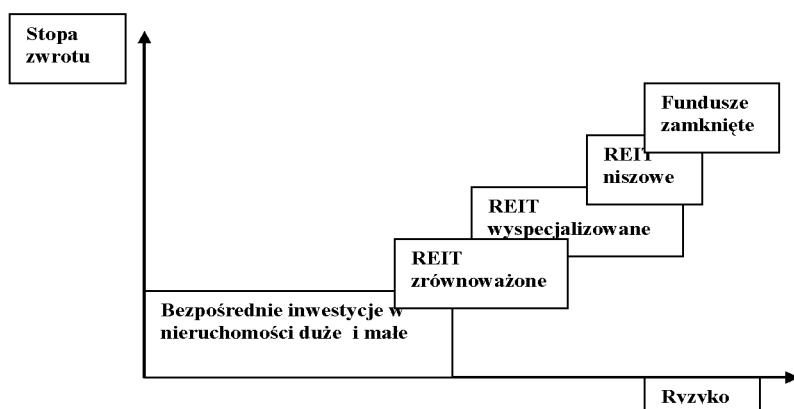 Stopa
zwrotu
Fundusze
zamknięte
REIT
niszowe
REIT
wyspecjalizowane
REIT
zrównoważone
Bezpośrednie inwestycje w
nieruchomości duże i małe
Ryzyko